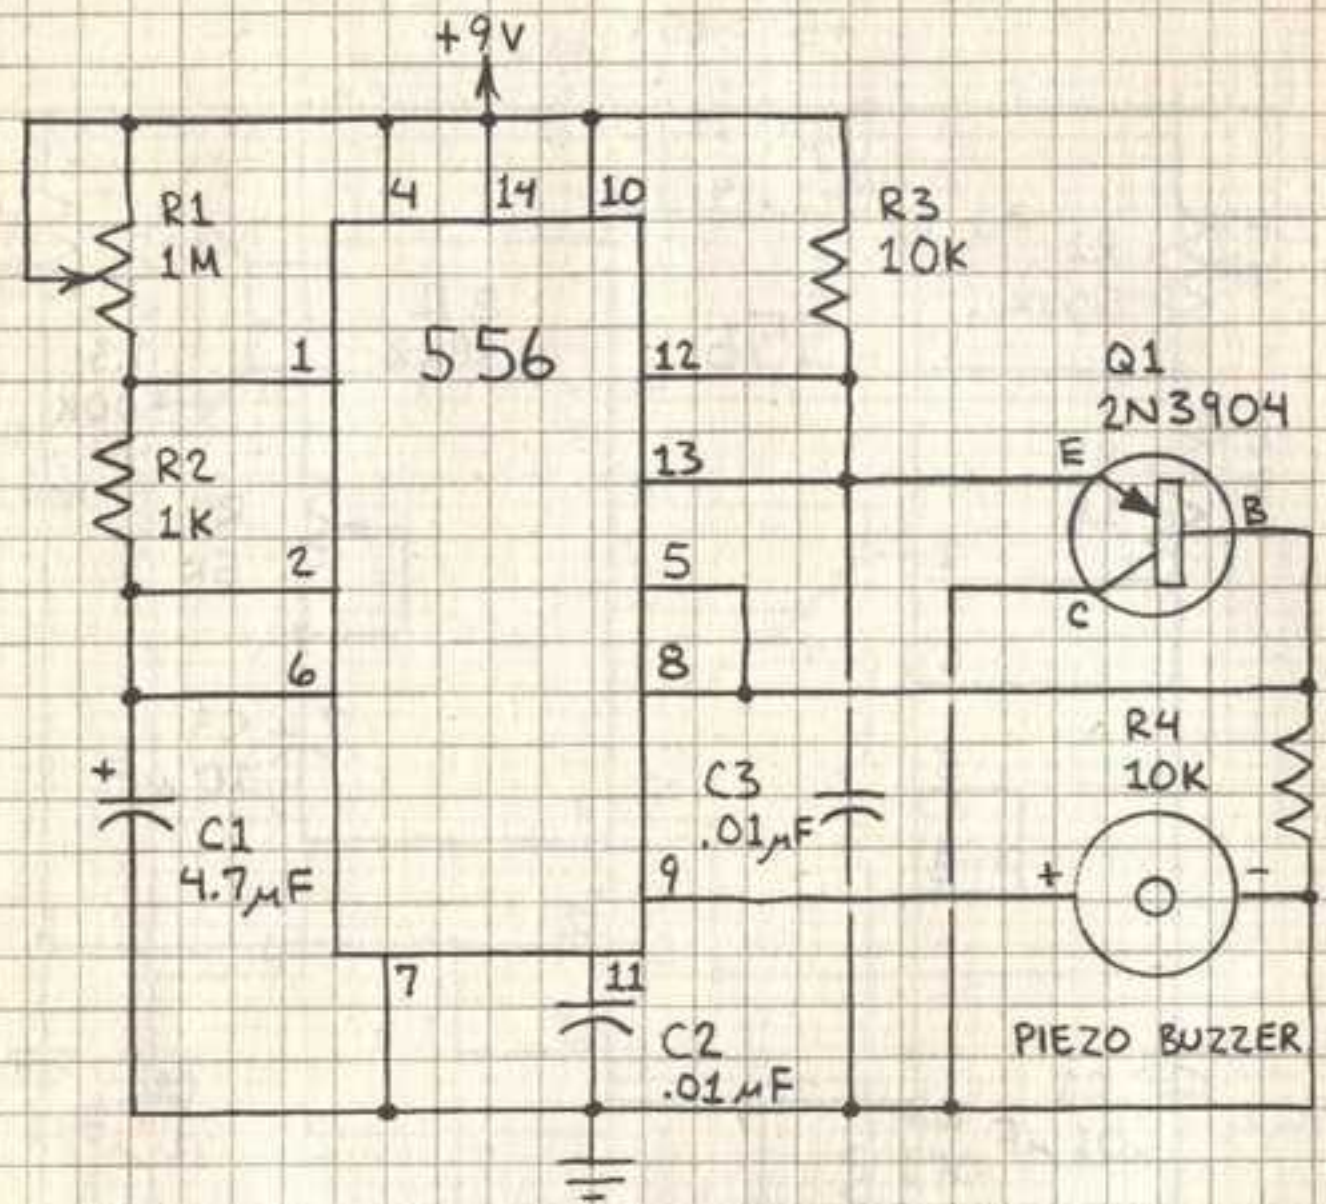 +9V
4
14
10
R1
1M
R3
10K
1
556
12
Q1
2N3904
13
E
R2
1K
B
2
5
C
6
8
R4
10K
+
C3
.01µF
C1
4.7µF
9
+
-
7
11
C2
.01µF
PIEZO BUZZER